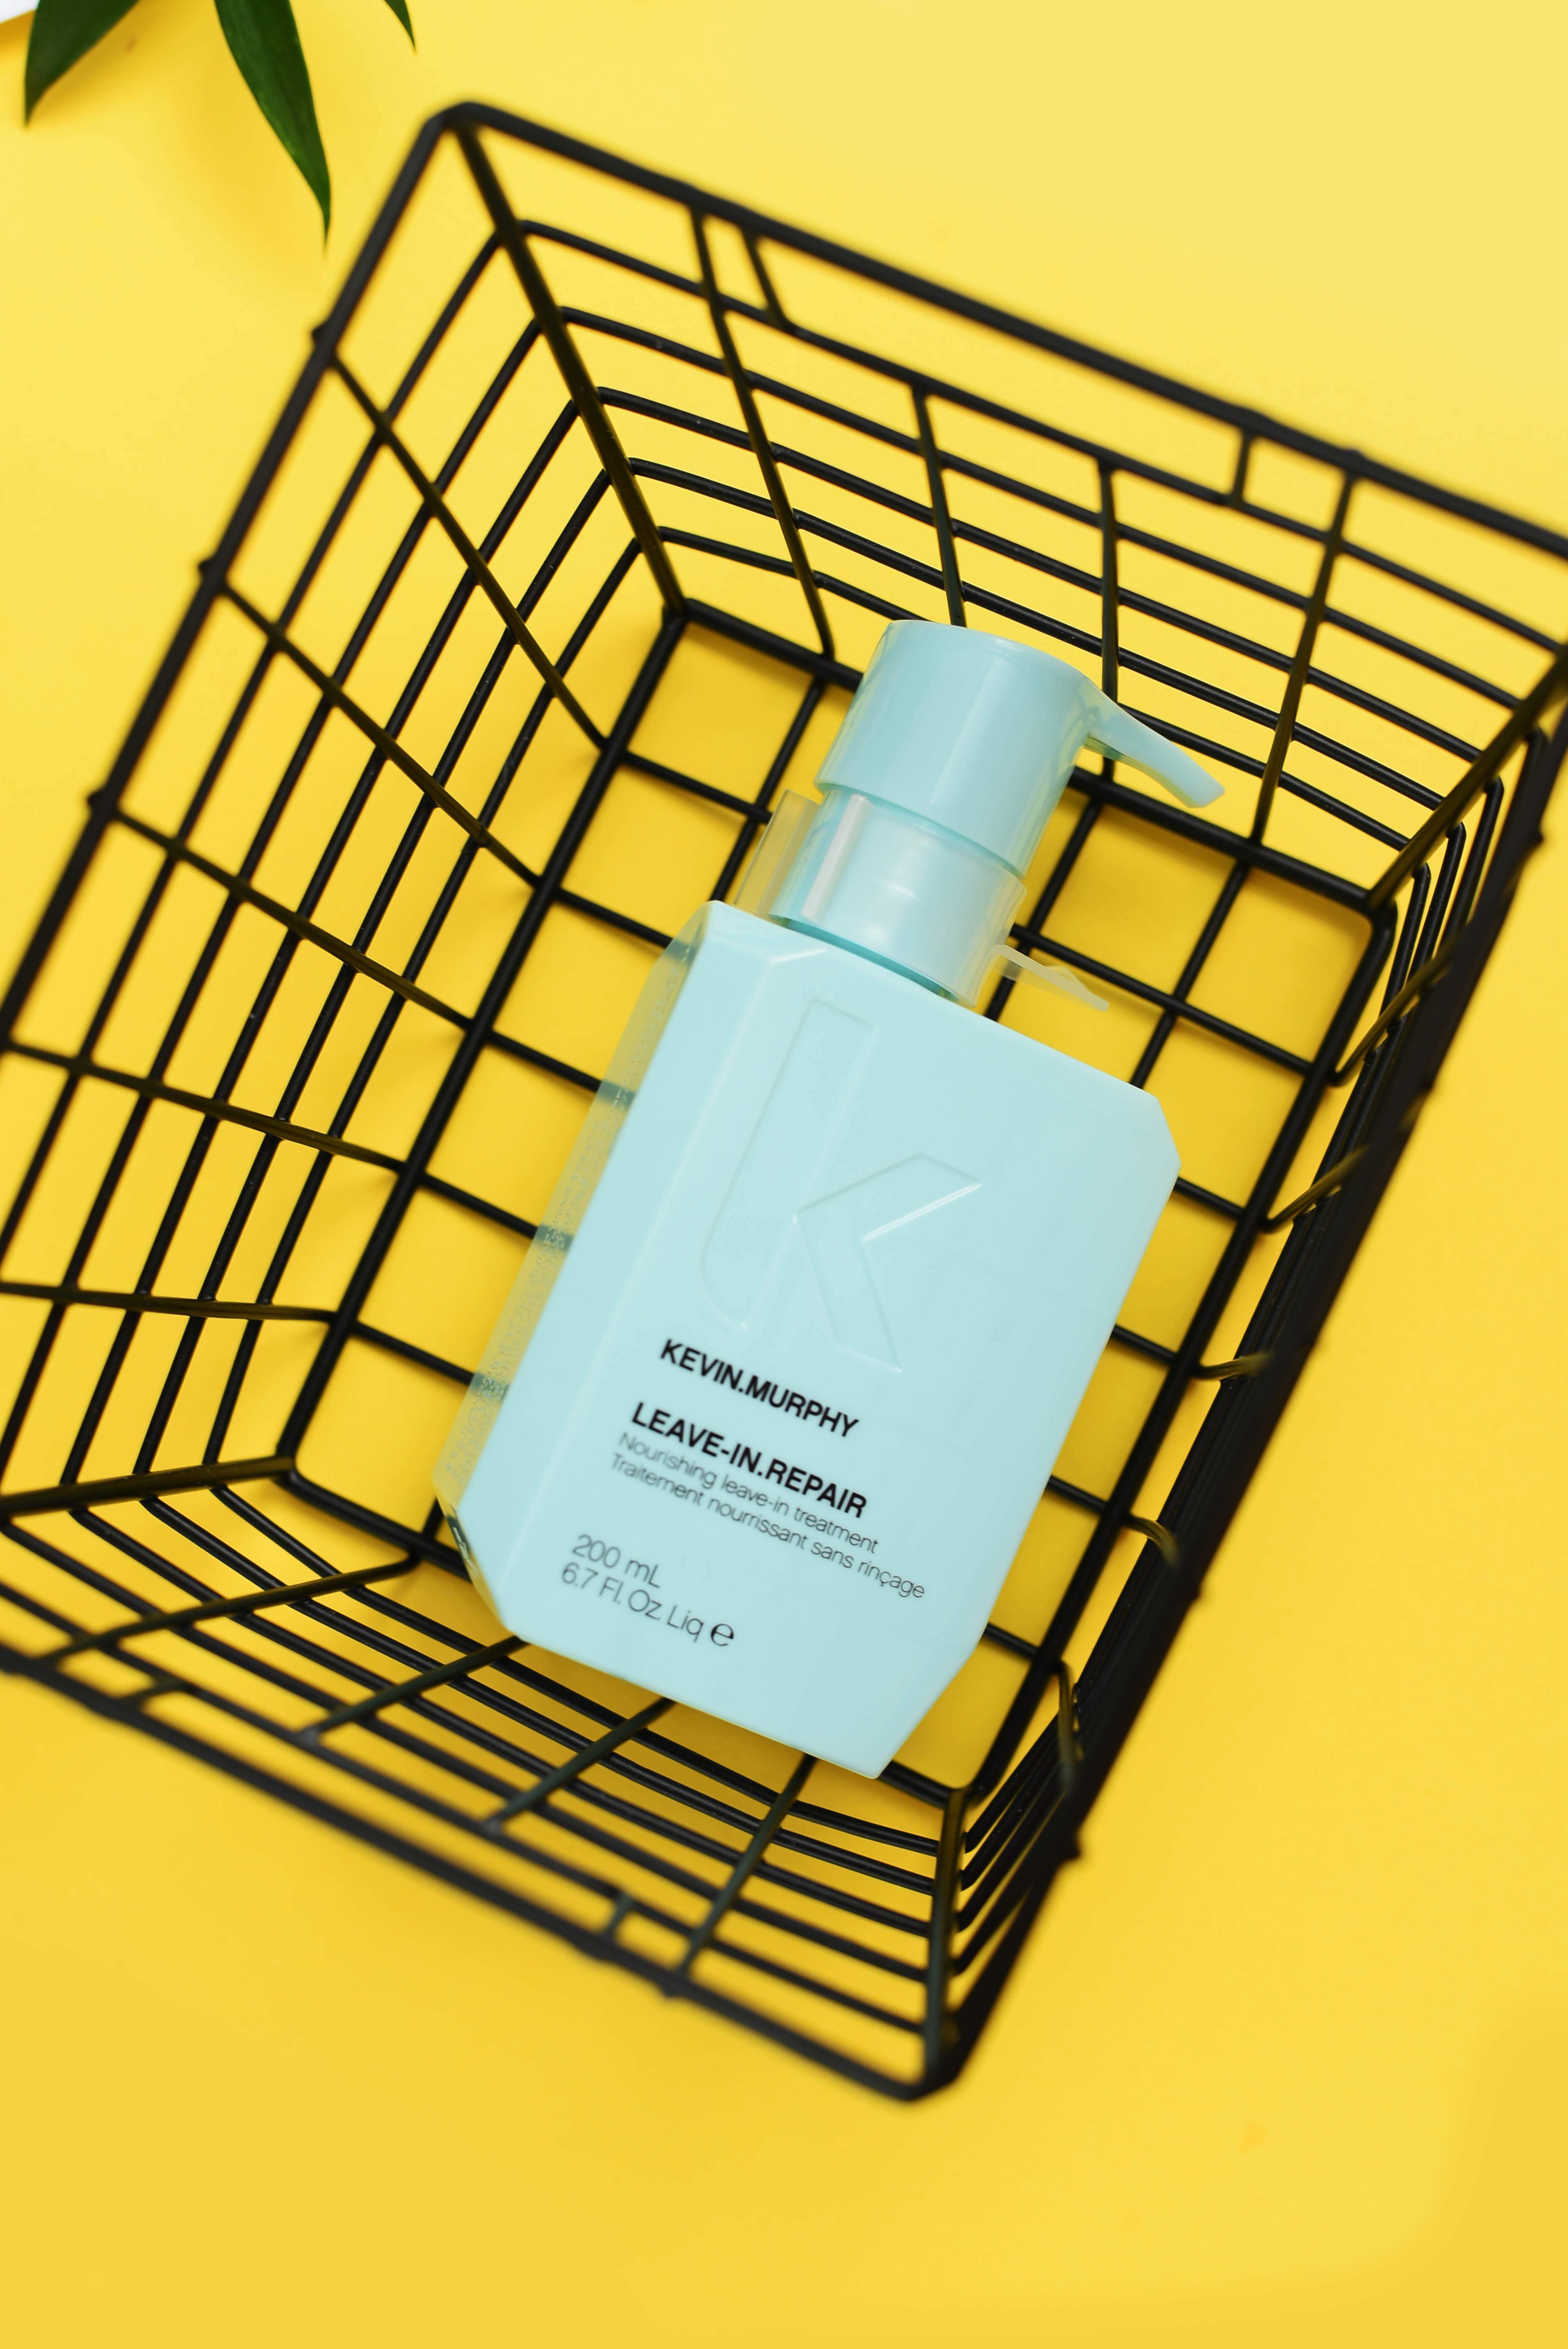 K
KEVIN.MURPHY
LEAVE-IN.REPAIR
Nourishing leave-in treatment
Traitement nourrissant sans rinçage
200 mL
6.7 Fl. Oz. Liq ℮